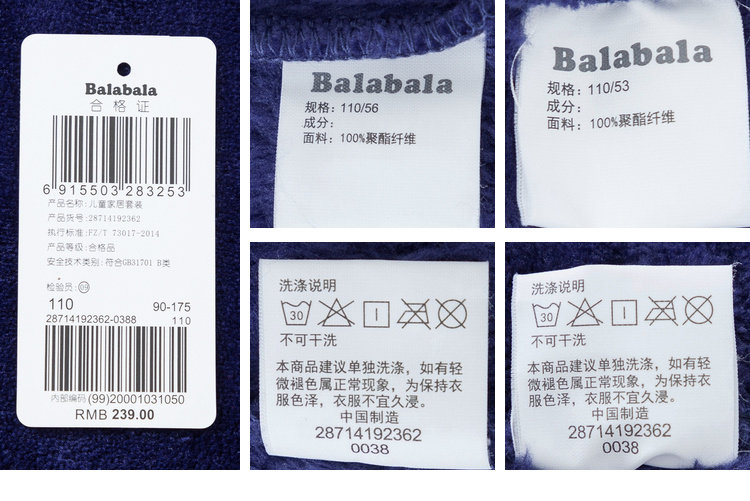 Balabala
合格证
6 915503 283253
产品名称: 儿童家居套装
产品货号: 28714192362
执行标准: FZ/T 73017-2014
产品等级: 合格品
安全技术类别: 符合GB31701 B类
检验员: 09
110 90-175
28714192362-0388 110
内部编码 (99)20001031050
RMB 239.00
Balabala
规格: 110/56
成分:
面料: 100%聚酯纤维
Balabala
规格: 110/53
成分:
面料: 100%聚酯纤维
洗涤说明
30
不可干洗
本商品建议单独洗涤，如有轻
微褪色属正常现象，为保持衣
服色泽，衣服不宜久浸。
中国制造
28714192362
0038
洗涤说明
30
不可干洗
本商品建议单独洗涤，如有轻
微褪色属正常现象，为保持衣
服色泽，衣服不宜久浸。
中国制造
28714192362
0038